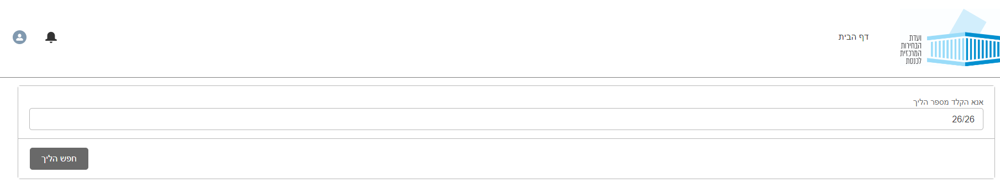 ועדת
הבחירות
המרכזית
לכנסת
דף הבית
אנא הקלד מספר הליך
26/26
חפש הליך